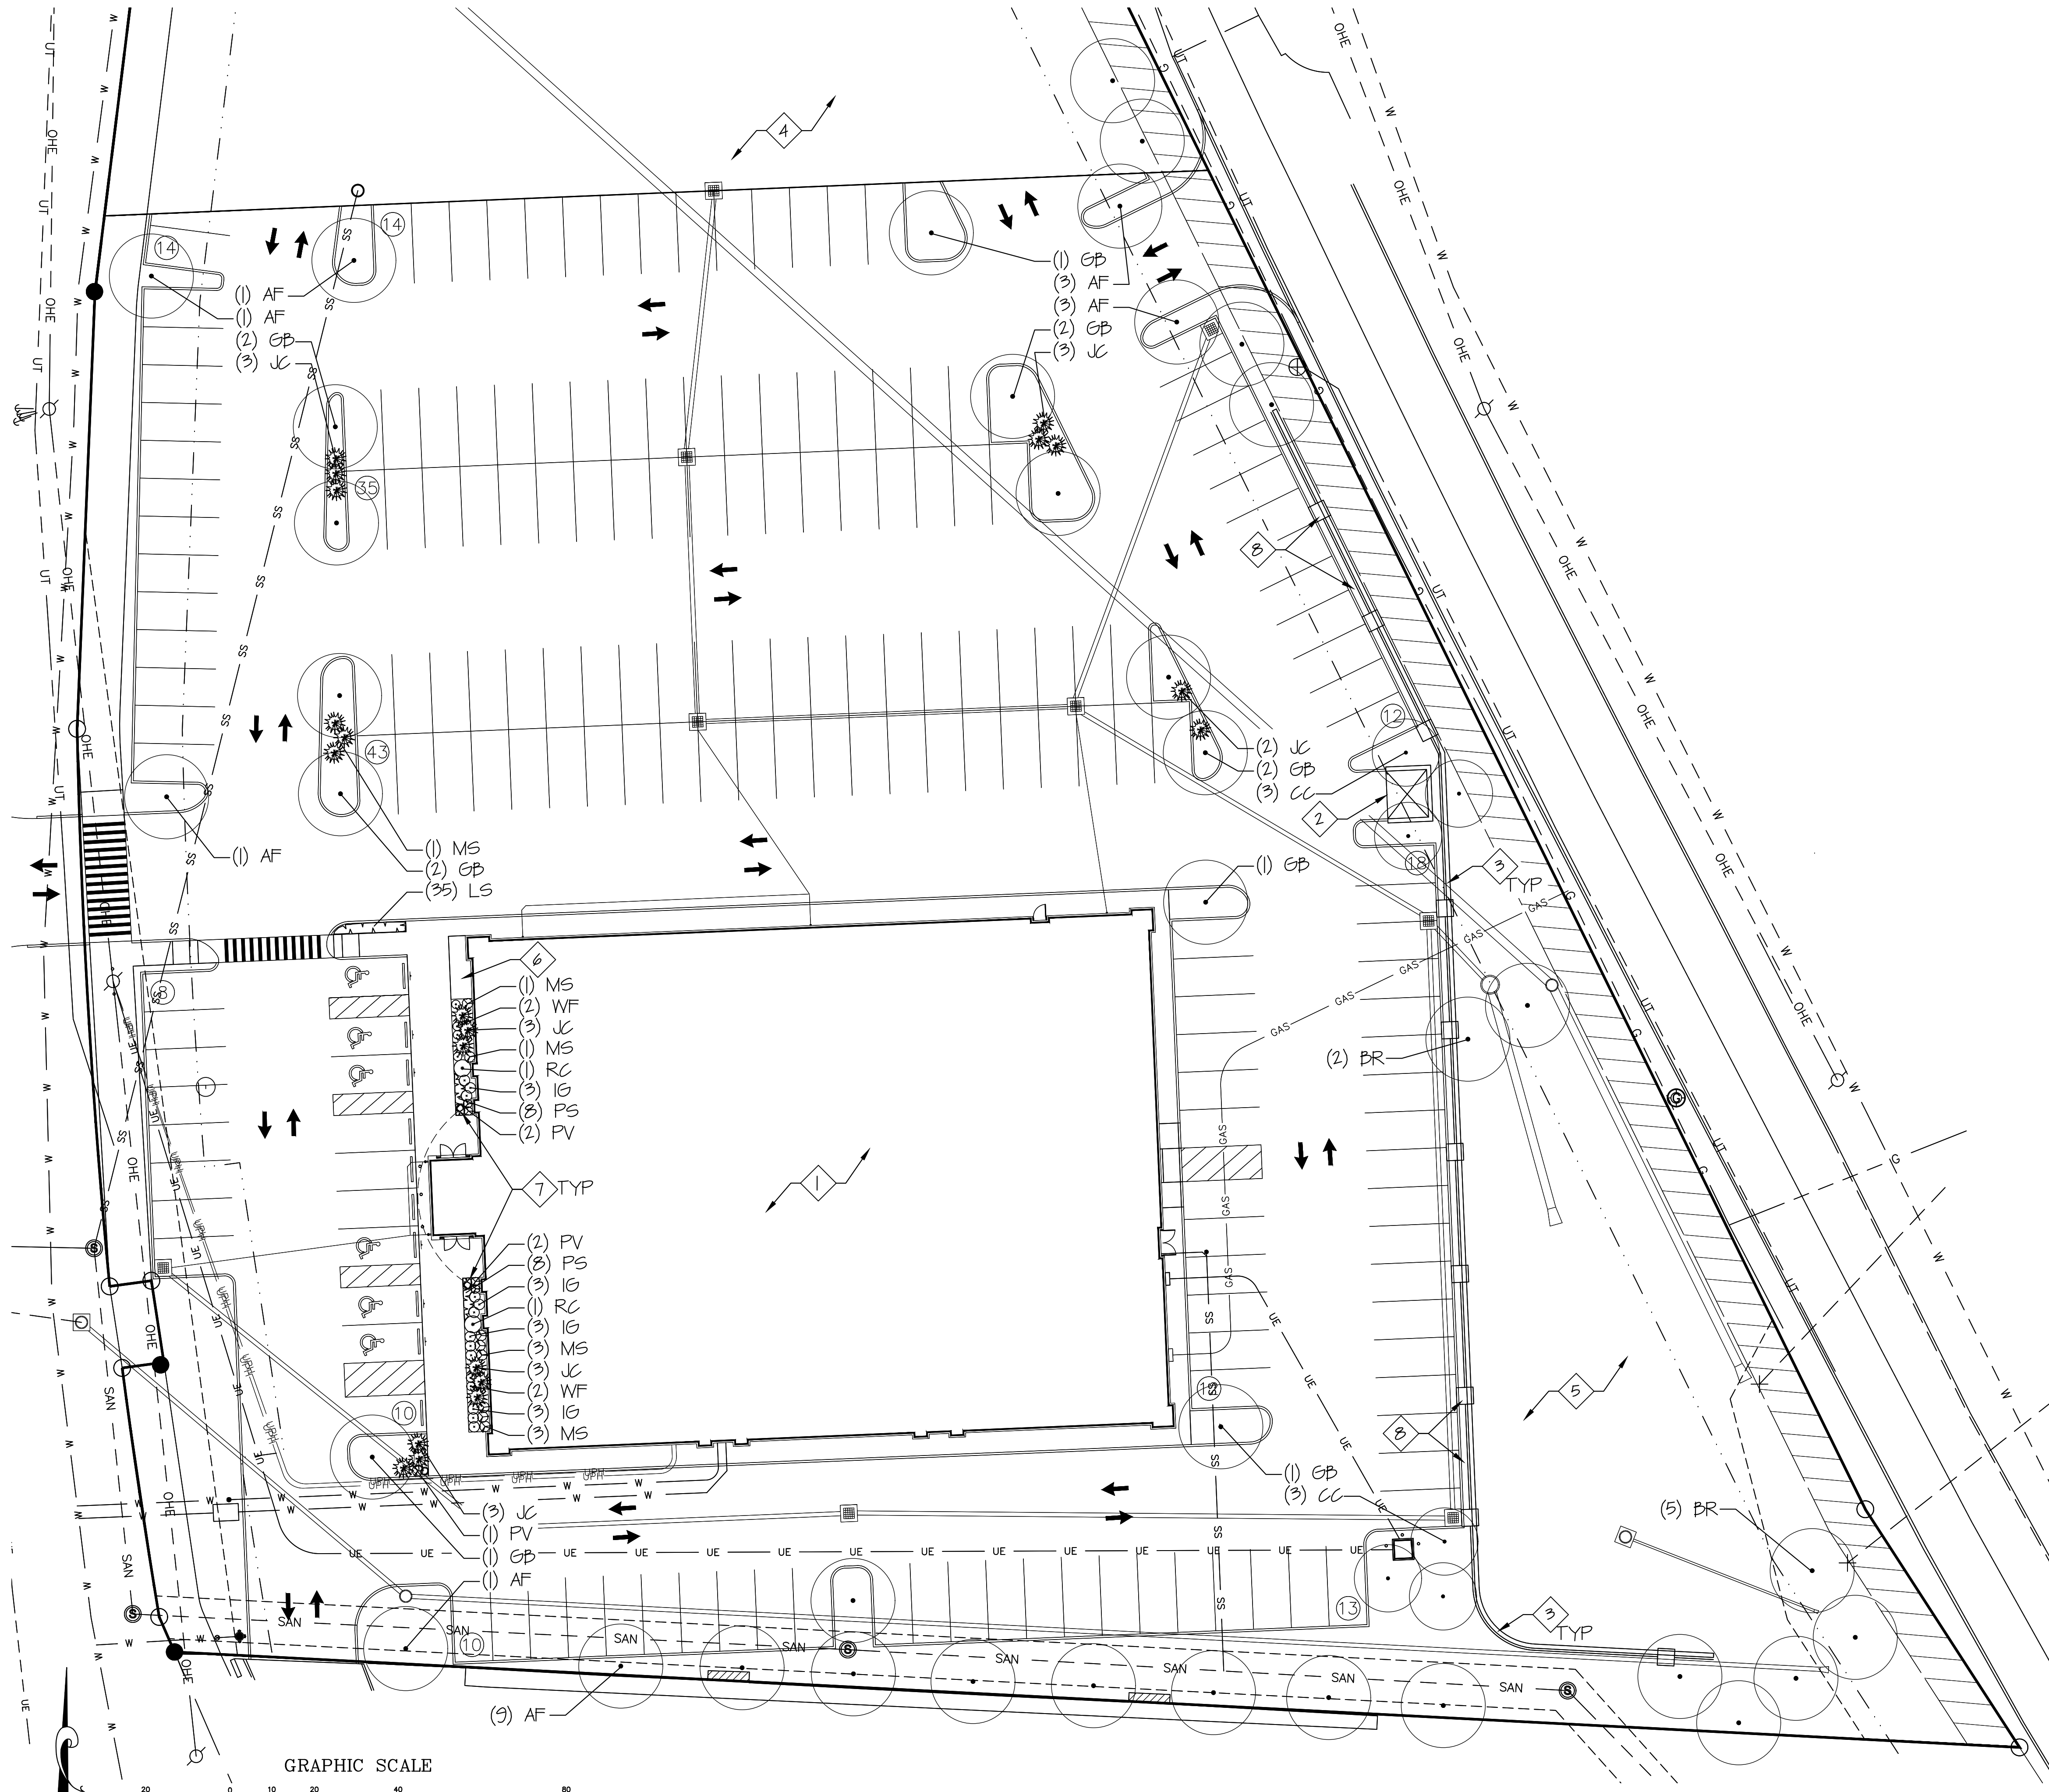 4
14
14
(1) AF
(1) AF
(2) GB
(3) JC
(1) GB
(3) AF
(3) AF
(2) GB
(3) JC
35
8
43
12
(2) JC
(2) GB
(3) CC
2
(1) AF
(1) MS
(2) GB
(35) LS
(1) GB
18
3
TYP
6
(1) MS
(2) WF
(3) JC
(1) MS
(1) RC
(3) IG
(8) PS
(2) PV
8
(2) BR
1
7 TYP
(2) PV
(8) PS
(3) IG
(1) RC
(3) IG
(3) MS
(3) JC
(2) WF
(3) IG
(3) MS
10
5
8
(1) GB
(3) CC
(5) BR
(3) JC
(1) PV
(1) GB
(1) AF
10
13
3
TYP
(9) AF
UT
OHE
W
G
SS
GAS
UE
UPH
SAN
S
GRAPHIC SCALE
20 0 10 20 40 80